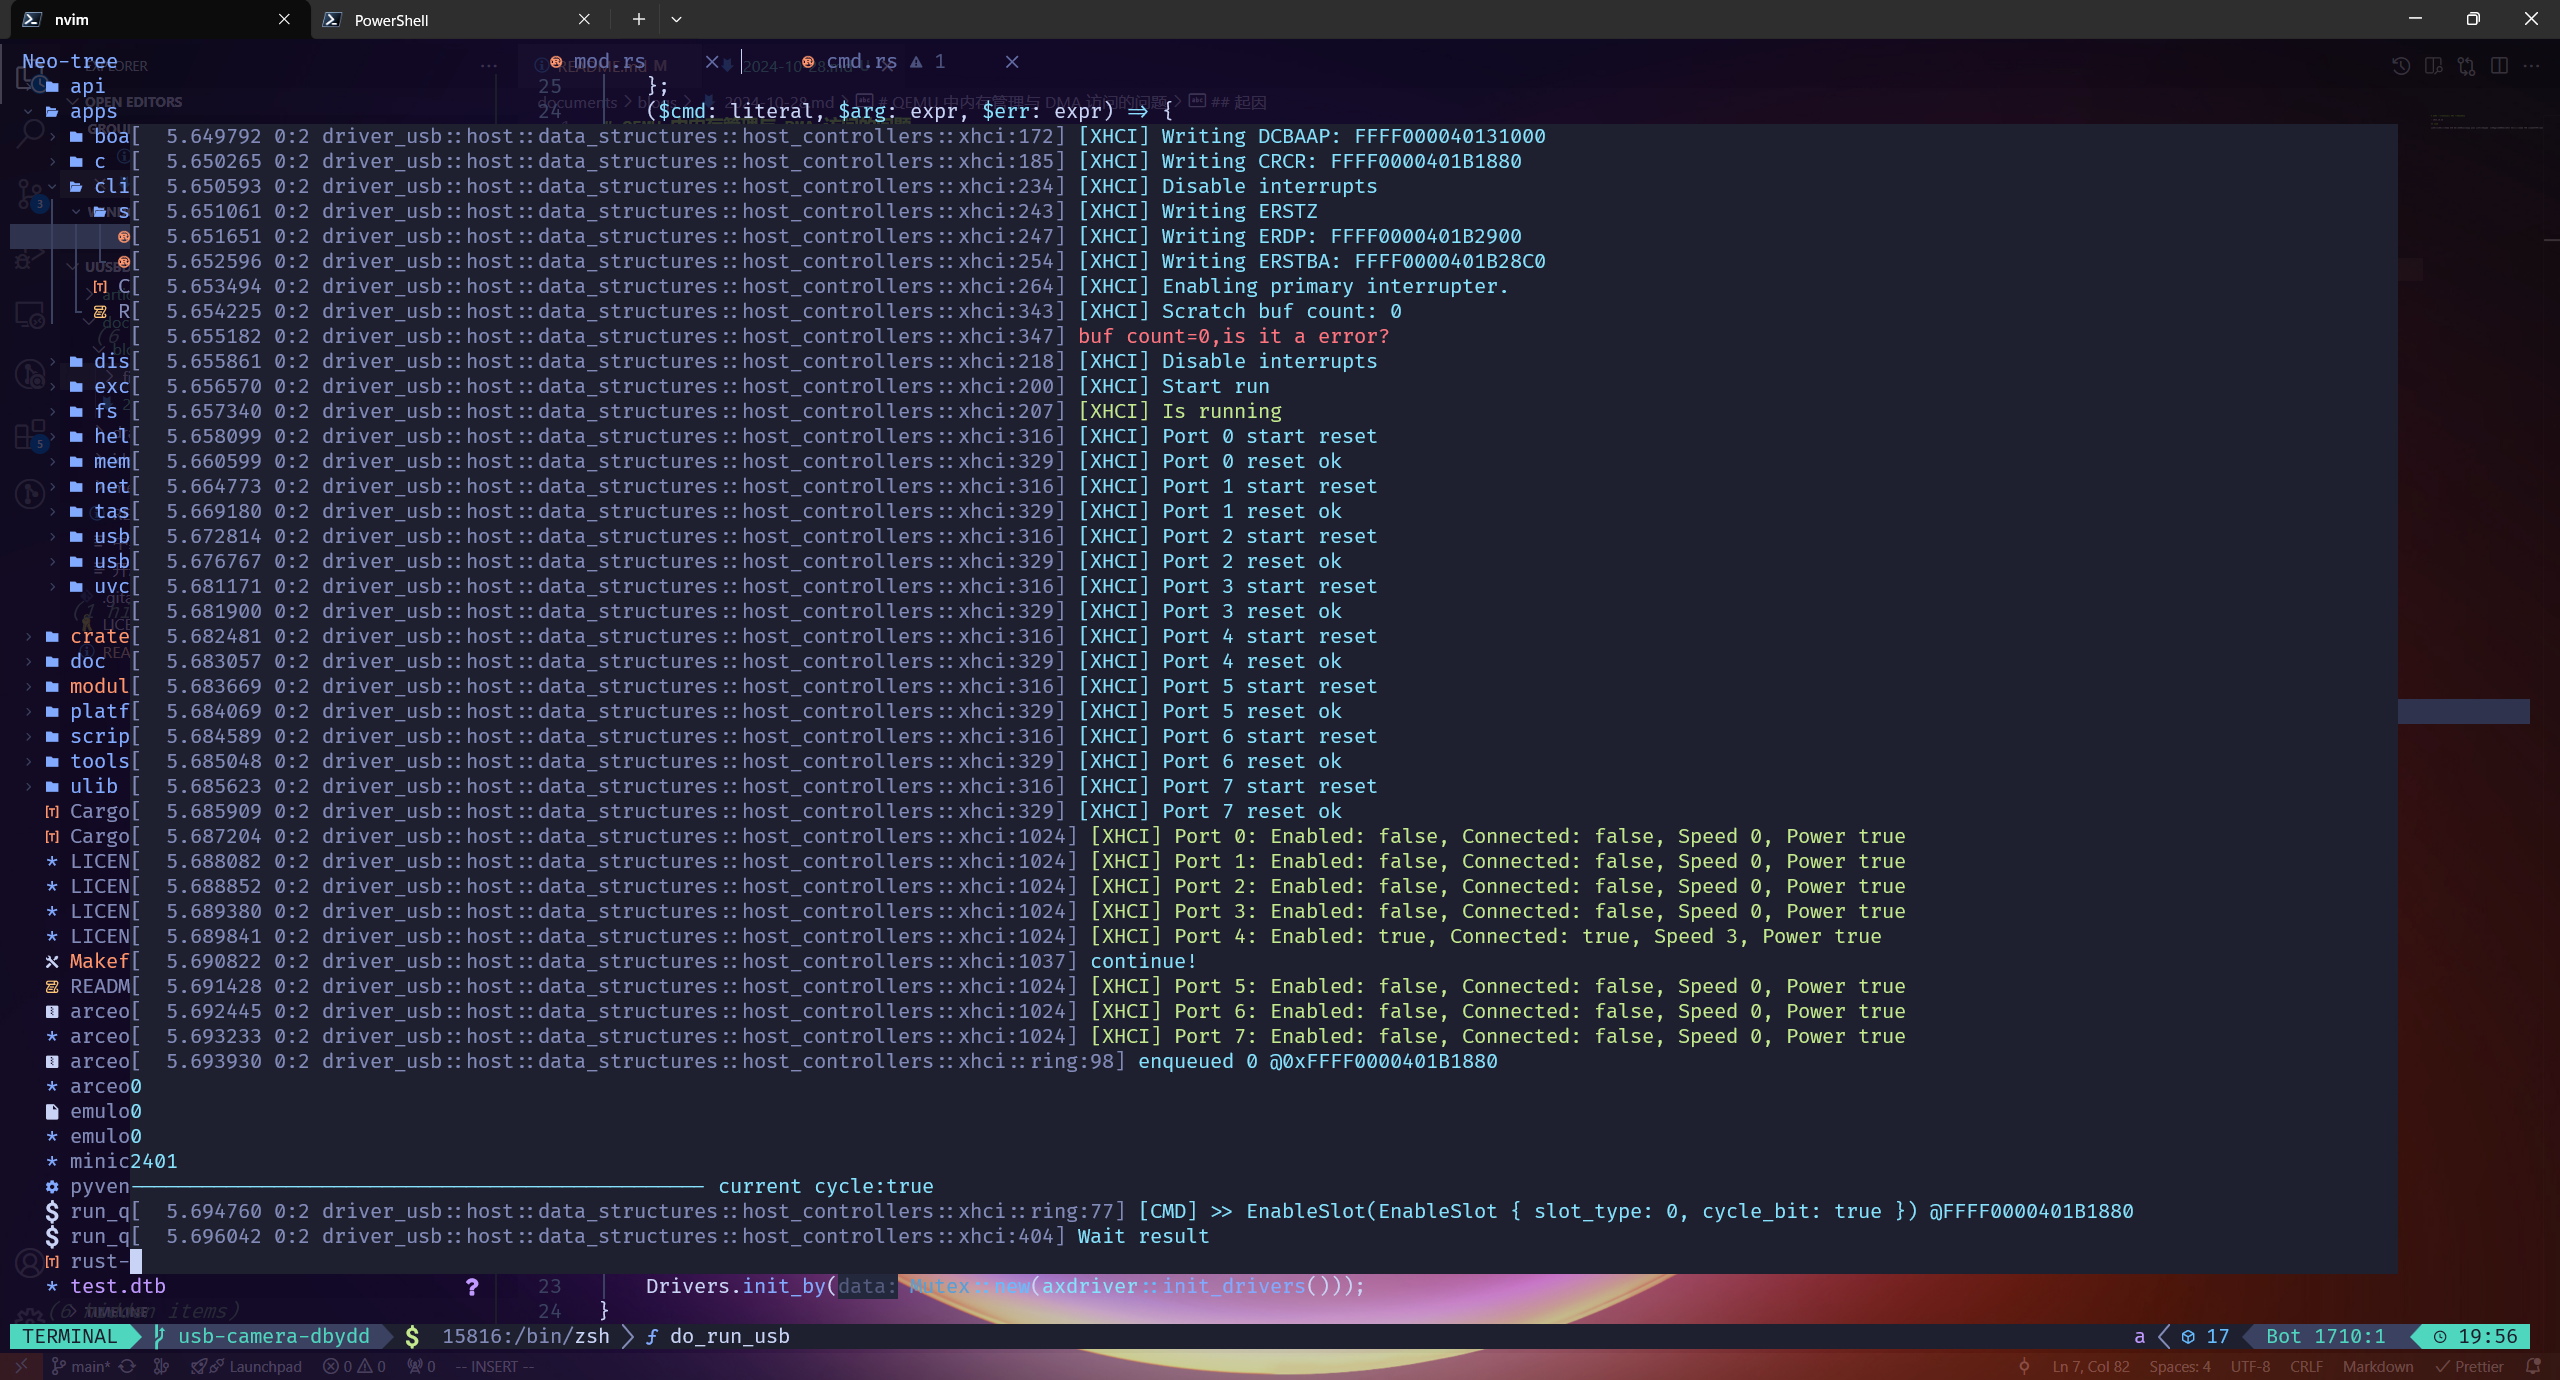 nvim
PowerShell
Neo-tree
EXPLORER
mod.rs
cmd.rs 1
README.md M
2024-10-28.md
OPEN EDITORS
documents > blogs > 2024-10-28.md > # QEMU 中内存管理与 DMA 访问的问题 > ## 起因
api
25 };
apps
24 ($cmd: literal, $arg: expr, $err: expr) => {
boa[ 5.649792 0:2 driver_usb::host::data_structures::host_controllers::xhci:172] [XHCI] Writing DCBAAP: FFFF000040131000
c [ 5.650265 0:2 driver_usb::host::data_structures::host_controllers::xhci:185] [XHCI] Writing CRCR: FFFF0000401B1880
cli[ 5.650593 0:2 driver_usb::host::data_structures::host_controllers::xhci:234] [XHCI] Disable interrupts
s[ 5.651061 0:2 driver_usb::host::data_structures::host_controllers::xhci:243] [XHCI] Writing ERSTZ
[ 5.651651 0:2 driver_usb::host::data_structures::host_controllers::xhci:247] [XHCI] Writing ERDP: FFFF0000401B2900
[ 5.652596 0:2 driver_usb::host::data_structures::host_controllers::xhci:254] [XHCI] Writing ERSTBA: FFFF0000401B28C0
C[ 5.653494 0:2 driver_usb::host::data_structures::host_controllers::xhci:264] [XHCI] Enabling primary interrupter.
R[ 5.654225 0:2 driver_usb::host::data_structures::host_controllers::xhci:343] [XHCI] Scratch buf count: 0
[ 5.655182 0:2 driver_usb::host::data_structures::host_controllers::xhci:347] buf count=0,is it a error?
dis[ 5.655861 0:2 driver_usb::host::data_structures::host_controllers::xhci:218] [XHCI] Disable interrupts
exc[ 5.656570 0:2 driver_usb::host::data_structures::host_controllers::xhci:200] [XHCI] Start run
fs [ 5.657340 0:2 driver_usb::host::data_structures::host_controllers::xhci:207] [XHCI] Is running
hel[ 5.658099 0:2 driver_usb::host::data_structures::host_controllers::xhci:316] [XHCI] Port 0 start reset
mem[ 5.660599 0:2 driver_usb::host::data_structures::host_controllers::xhci:329] [XHCI] Port 0 reset ok
net[ 5.664773 0:2 driver_usb::host::data_structures::host_controllers::xhci:316] [XHCI] Port 1 start reset
tas[ 5.669180 0:2 driver_usb::host::data_structures::host_controllers::xhci:329] [XHCI] Port 1 reset ok
usb[ 5.672814 0:2 driver_usb::host::data_structures::host_controllers::xhci:316] [XHCI] Port 2 start reset
usb[ 5.676767 0:2 driver_usb::host::data_structures::host_controllers::xhci:329] [XHCI] Port 2 reset ok
uvc[ 5.681171 0:2 driver_usb::host::data_structures::host_controllers::xhci:316] [XHCI] Port 3 start reset
[ 5.681900 0:2 driver_usb::host::data_structures::host_controllers::xhci:329] [XHCI] Port 3 reset ok
crate[ 5.682481 0:2 driver_usb::host::data_structures::host_controllers::xhci:316] [XHCI] Port 4 start reset
doc [ 5.683057 0:2 driver_usb::host::data_structures::host_controllers::xhci:329] [XHCI] Port 4 reset ok
modul[ 5.683669 0:2 driver_usb::host::data_structures::host_controllers::xhci:316] [XHCI] Port 5 start reset
platf[ 5.684069 0:2 driver_usb::host::data_structures::host_controllers::xhci:329] [XHCI] Port 5 reset ok
scrip[ 5.684589 0:2 driver_usb::host::data_structures::host_controllers::xhci:316] [XHCI] Port 6 start reset
tools[ 5.685048 0:2 driver_usb::host::data_structures::host_controllers::xhci:329] [XHCI] Port 6 reset ok
ulib [ 5.685623 0:2 driver_usb::host::data_structures::host_controllers::xhci:316] [XHCI] Port 7 start reset
Cargo[ 5.685909 0:2 driver_usb::host::data_structures::host_controllers::xhci:329] [XHCI] Port 7 reset ok
Cargo[ 5.687204 0:2 driver_usb::host::data_structures::host_controllers::xhci:1024] [XHCI] Port 0: Enabled: false, Connected: false, Speed 0, Power true
LICEN[ 5.688082 0:2 driver_usb::host::data_structures::host_controllers::xhci:1024] [XHCI] Port 1: Enabled: false, Connected: false, Speed 0, Power true
LICEN[ 5.688852 0:2 driver_usb::host::data_structures::host_controllers::xhci:1024] [XHCI] Port 2: Enabled: false, Connected: false, Speed 0, Power true
LICEN[ 5.689380 0:2 driver_usb::host::data_structures::host_controllers::xhci:1024] [XHCI] Port 3: Enabled: false, Connected: false, Speed 0, Power true
LICEN[ 5.689841 0:2 driver_usb::host::data_structures::host_controllers::xhci:1024] [XHCI] Port 4: Enabled: true, Connected: true, Speed 3, Power true
Makef[ 5.690822 0:2 driver_usb::host::data_structures::host_controllers::xhci:1037] continue!
READM[ 5.691428 0:2 driver_usb::host::data_structures::host_controllers::xhci:1024] [XHCI] Port 5: Enabled: false, Connected: false, Speed 0, Power true
arceo[ 5.692445 0:2 driver_usb::host::data_structures::host_controllers::xhci:1024] [XHCI] Port 6: Enabled: false, Connected: false, Speed 0, Power true
arceo[ 5.693233 0:2 driver_usb::host::data_structures::host_controllers::xhci:1024] [XHCI] Port 7: Enabled: false, Connected: false, Speed 0, Power true
arceo[ 5.693930 0:2 driver_usb::host::data_structures::host_controllers::xhci::ring:98] enqueued 0 @0xFFFF0000401B1880
arceo0
emulo0
emulo0
minic2401
pyven———————————————— current cycle:true
run_q[ 5.694760 0:2 driver_usb::host::data_structures::host_controllers::xhci::ring:77] [CMD] >> EnableSlot(EnableSlot { slot_type: 0, cycle_bit: true }) @FFFF0000401B1880
run_q[ 5.696042 0:2 driver_usb::host::data_structures::host_controllers::xhci:404] Wait result
rust-
test.dtb ? 23 Drivers.init_by(data: Mutex::new(axdriver::init_drivers()));
(6 hidden items) 24 }
TIMELINE
TERMINAL usb-camera-dbydd $ 15816:/bin/zsh do_run_usb a 17 Bot 1710:1 19:56
main* Launchpad 0 0 0 -- INSERT -- Ln 7, Col 82 Spaces: 4 UTF-8 CRLF Markdown Prettier